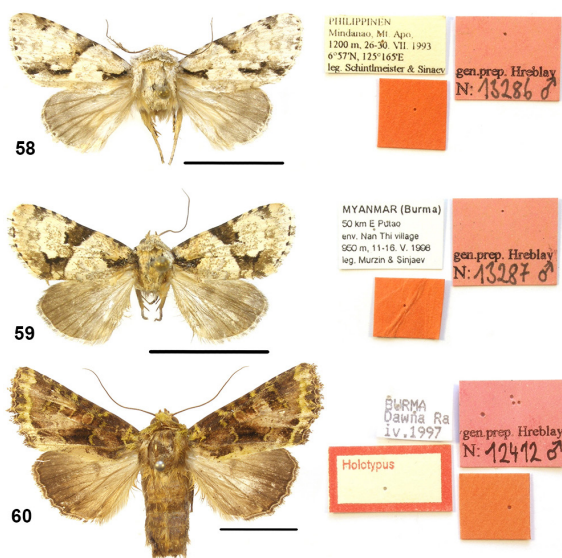 PHILIPPINEN
Mindanao, Mt. Apo,
1200 m, 26-30. VII. 1993
6°57'N, 125°165'E
leg. Schintlmeister & Sinaev
gen.prep. Hreblay
N: 13286 ♂
58
MYANMAR (Burma)
50 km E Putao
env. Nan Thi village
950 m, 11-16. V. 1998
leg. Murzin & Sinjaev
gen.prep. Hreblay
N: 13287 ♂
59
BURMA
Dawna Ra
iv.1997
gen.prep. Hreblay
N: 12412 ♂
Holotypus
60